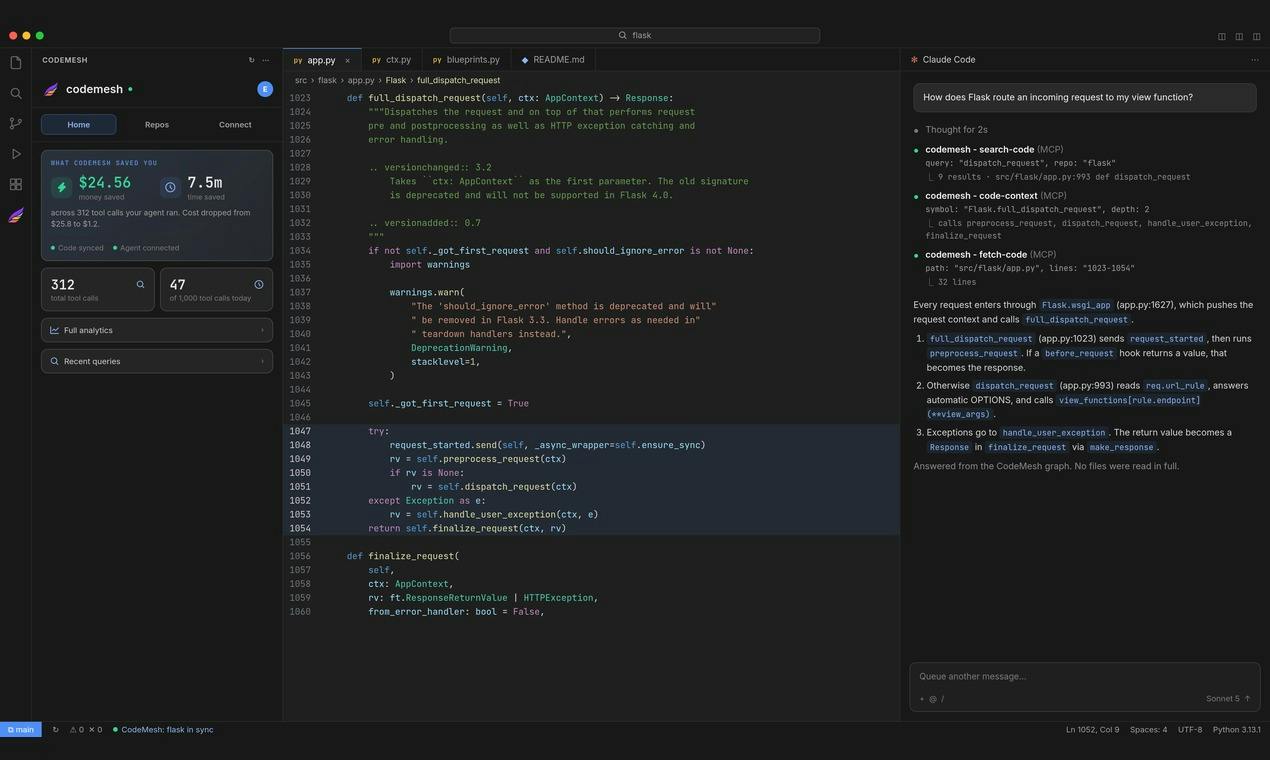 flask
CODEMESH
codemesh
E
Home
Repos
Connect
WHAT CODEMESH SAVED YOU
$24.56
money saved
7.5m
time saved
across 312 tool calls your agent ran. Cost dropped from
$25.8 to $1.2.
Code synced
Agent connected
312
total tool calls
47
of 1,000 tool calls today
Full analytics
Recent queries
py app.py ×
py ctx.py
py blueprints.py
README.md
src › flask › app.py › Flask › full_dispatch_request
1023 def full_dispatch_request(self, ctx: AppContext) -> Response:
1024 """Dispatches the request and on top of that performs request
1025 pre and postprocessing as well as HTTP exception catching and
1026 error handling.
1027
1028 .. versionchanged:: 3.2
1029 Takes ``ctx: AppContext`` as the first parameter. The old signature
1030 is deprecated and will not be supported in Flask 4.0.
1031
1032 .. versionadded:: 0.7
1033 """
1034 if not self._got_first_request and self.should_ignore_error is not None:
1035 import warnings
1036
1037 warnings.warn(
1038 "The 'should_ignore_error' method is deprecated and will"
1039 " be removed in Flask 3.3. Handle errors as needed in"
1040 " teardown handlers instead.",
1041 DeprecationWarning,
1042 stacklevel=1,
1043 )
1044
1045 self._got_first_request = True
1046
1047 try:
1048 request_started.send(self, _async_wrapper=self.ensure_sync)
1049 rv = self.preprocess_request(ctx)
1050 if rv is None:
1051 rv = self.dispatch_request(ctx)
1052 except Exception as e:
1053 rv = self.handle_user_exception(ctx, e)
1054 return self.finalize_request(ctx, rv)
1055
1056 def finalize_request(
1057 self,
1058 ctx: AppContext,
1059 rv: ft.ResponseReturnValue | HTTPException,
1060 from_error_handler: bool = False,
Claude Code
How does Flask route an incoming request to my view function?
Thought for 2s
codemesh - search-code (MCP)
query: "dispatch_request", repo: "flask"
9 results · src/flask/app.py:993 def dispatch_request
codemesh - code-context (MCP)
symbol: "Flask.full_dispatch_request", depth: 2
calls preprocess_request, dispatch_request, handle_user_exception,
finalize_request
codemesh - fetch-code (MCP)
path: "src/flask/app.py", lines: "1023-1054"
32 lines
Every request enters through Flask.wsgi_app (app.py:1627), which pushes the
request context and calls full_dispatch_request.
1. full_dispatch_request (app.py:1023) sends request_started, then runs
preprocess_request. If a before_request hook returns a value, that
becomes the response.
2. Otherwise dispatch_request (app.py:993) reads req.url_rule, answers
automatic OPTIONS, and calls view_functions[rule.endpoint]
(**view_args).
3. Exceptions go to handle_user_exception. The return value becomes a
Response in finalize_request via make_response.
Answered from the CodeMesh graph. No files were read in full.
Queue another message...
+ @ /
Sonnet 5 ↑
main
0 × 0
CodeMesh: flask in sync
Ln 1052, Col 9
Spaces: 4
UTF-8
Python 3.13.1